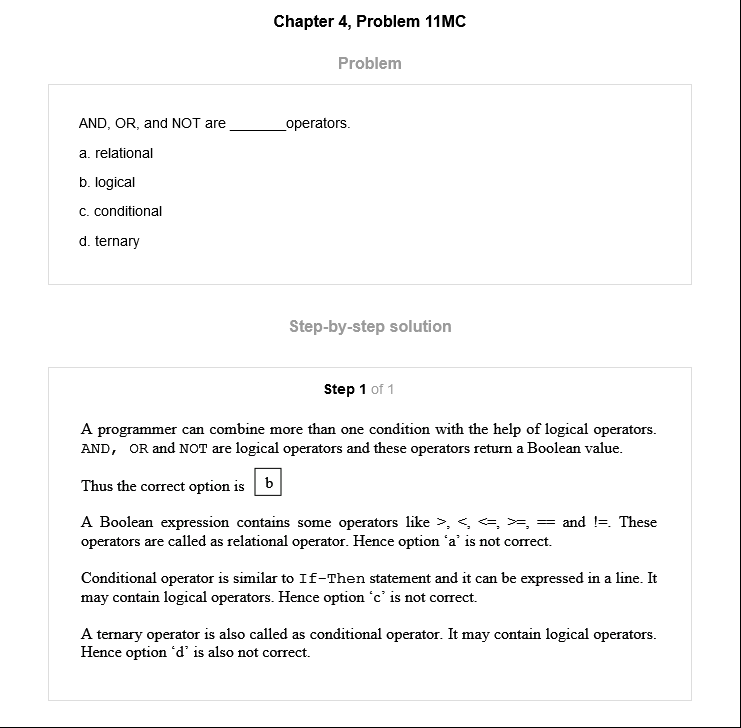 Chapter 4, Problem 11MC
Problem
AND, OR, and NOT are _______operators.
a. relational
b. logical
c. conditional
d. ternary
Step-by-step solution
Step 1 of 1
A programmer can combine more than one condition with the help of logical operators.
AND, OR and NOT are logical operators and these operators return a Boolean value.
Thus the correct option is b
A Boolean expression contains some operators like >, <, <=, >=, == and !=. These
operators are called as relational operator. Hence option ‘a’ is not correct.
Conditional operator is similar to If-Then statement and it can be expressed in a line. It
may contain logical operators. Hence option ‘c’ is not correct.
A ternary operator is also called as conditional operator. It may contain logical operators.
Hence option ‘d’ is also not correct.